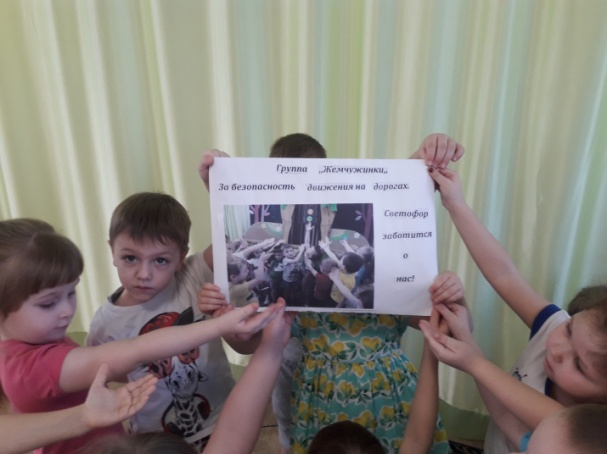 Группа „Жемчужинки„
За безопасность движения на дорогах.
Светофор
заботится
о
нас!